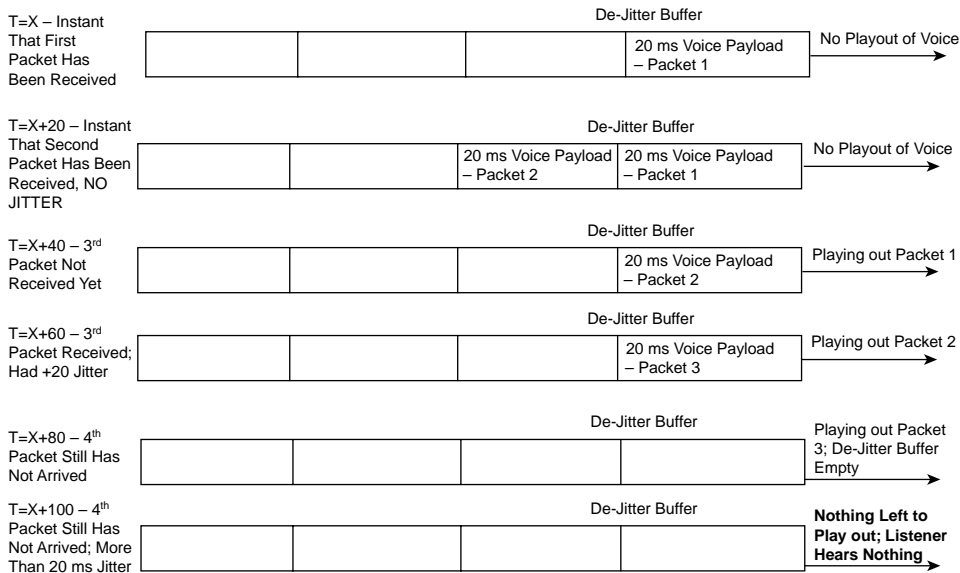 De-Jitter Buffer
T=X – Instant
That First
Packet Has
Been Received
20 ms Voice Payload
– Packet 1
No Playout of Voice
De-Jitter Buffer
T=X+20 – Instant
That Second
Packet Has Been
Received, NO
JITTER
20 ms Voice Payload
– Packet 2
20 ms Voice Payload
– Packet 1
No Playout of Voice
De-Jitter Buffer
T=X+40 – 3rd
Packet Not
Received Yet
20 ms Voice Payload
– Packet 2
Playing out Packet 1
De-Jitter Buffer
T=X+60 – 3rd
Packet Received;
Had +20 Jitter
20 ms Voice Payload
– Packet 3
Playing out Packet 2
De-Jitter Buffer
T=X+80 – 4th
Packet Still Has
Not Arrived
Playing out Packet
3; De-Jitter Buffer
Empty
De-Jitter Buffer
T=X+100 – 4th
Packet Still Has
Not Arrived; More
Than 20 ms Jitter
Nothing Left to
Play out; Listener
Hears Nothing